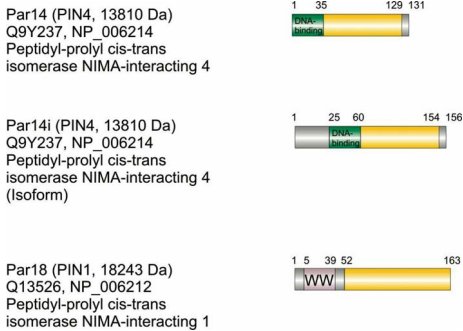 Par14 (PIN4, 13810 Da)
Q9Y237, NP_006214
Peptidyl-prolyl cis-trans
isomerase NIMA-interacting 4
1 35 129 131
DNA-
binding
Par14i (PIN4, 13810 Da)
Q9Y237, NP_006214
Peptidyl-prolyl cis-trans
isomerase NIMA-interacting 4
(Isoform)
1 25 60 154 156
DNA-
binding
Par18 (PIN1, 18243 Da)
Q13526, NP_006212
Peptidyl-prolyl cis-trans
isomerase NIMA-interacting 1
1 5 39 52 163
WW